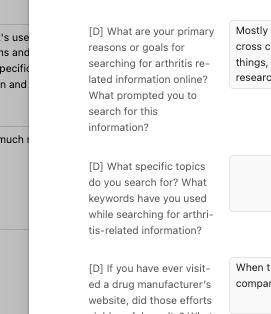 [D] What are your primary
reasons or goals for
searching for arthritis re-
lated information online?
What prompted you to
search for this
information?
Mostly
cross c
things,
researc
[D] What specific topics
do you search for? What
keywords have you used
while searching for arthri-
tis-related information?
[D] If you have ever visit-
ed a drug manufacturer's
website, did those efforts
When t
compar
's use
ns and
pecific
n and
much